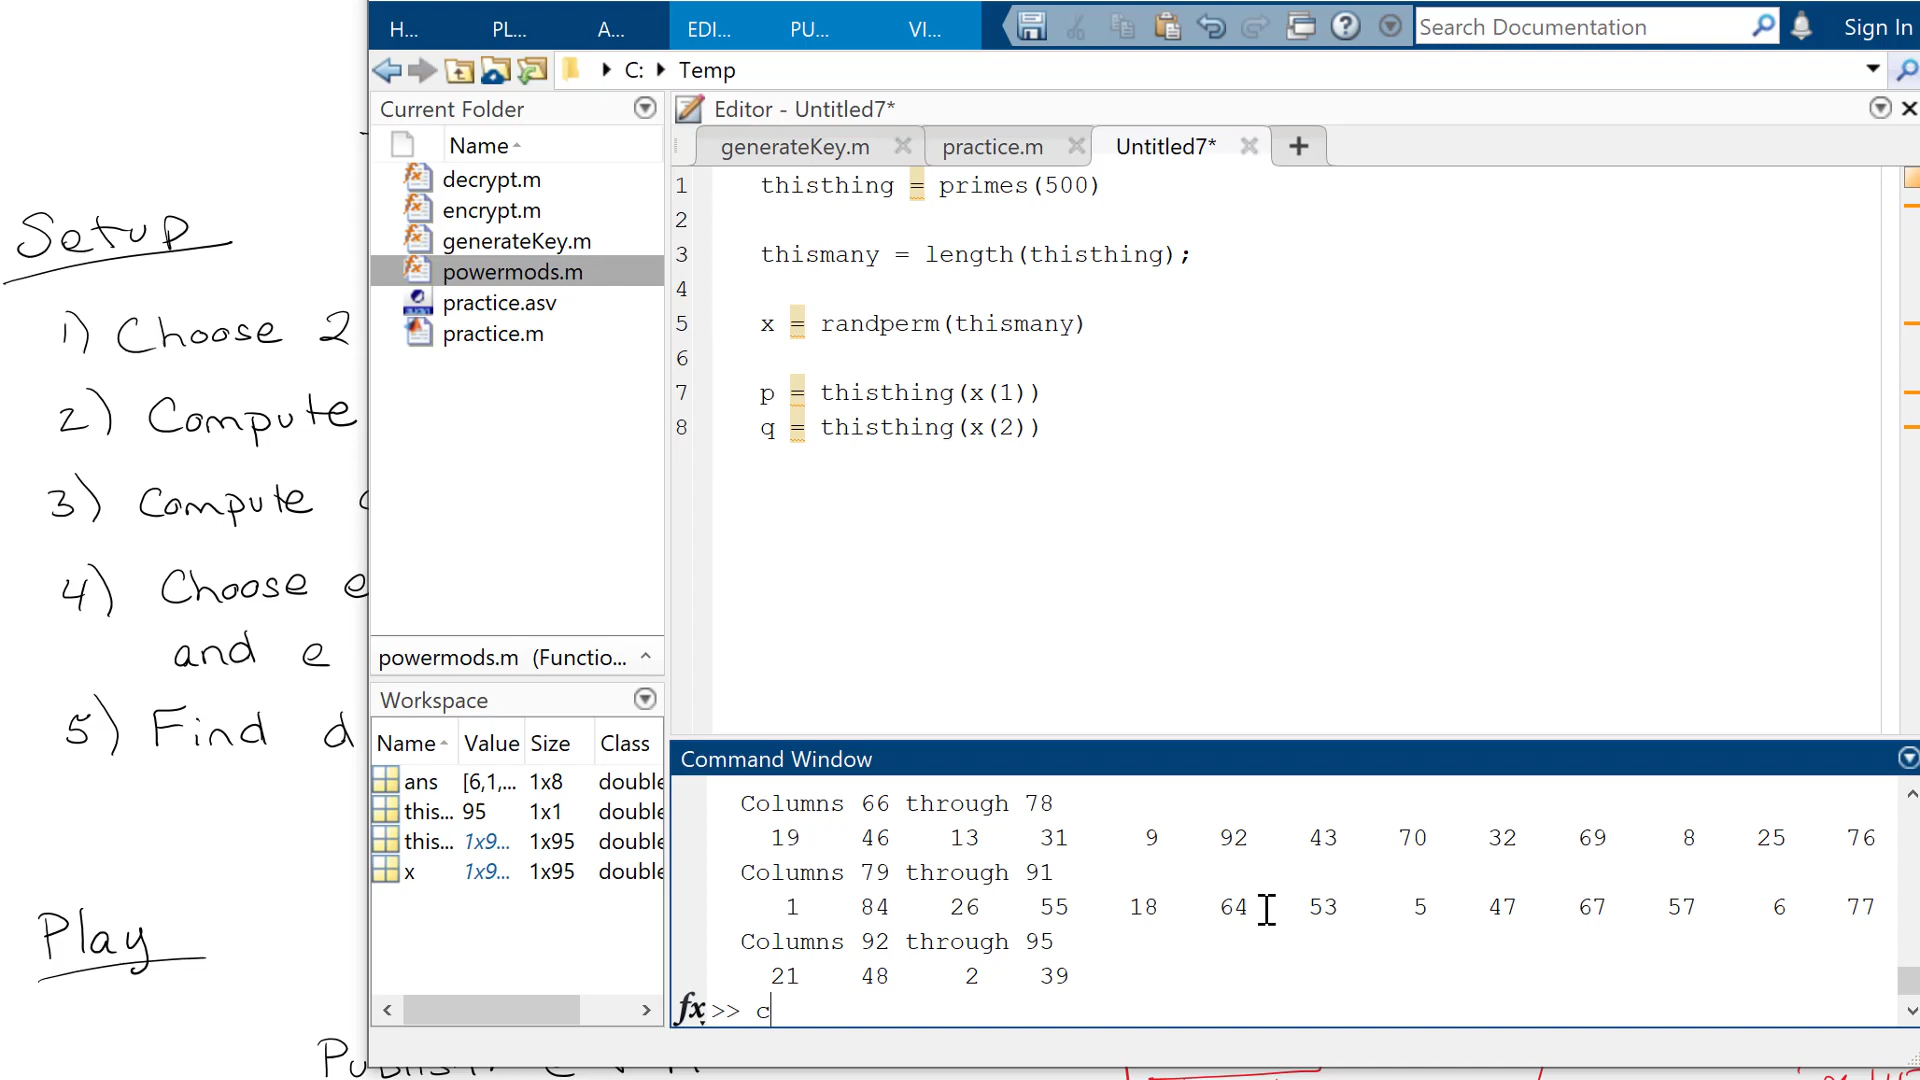 H... PL... A... EDI... PU... VI... Search Documentation Sign In
C: Temp
Current Folder
Name
decrypt.m
encrypt.m
generateKey.m
powermods.m
practice.asv
practice.m
powermods.m (Functio...
Workspace
Name Value Size Class
ans [6,1,... 1x8 double
this... 95 1x1 double
this... 1x9... 1x95 double
x 1x9... 1x95 double
Editor - Untitled7*
generateKey.m practice.m Untitled7*
1 thisthing = primes(500)
2
3 thismany = length(thisthing);
4
5 x = randperm(thismany)
6
7 p = thisthing(x(1))
8 q = thisthing(x(2))
Command Window
Columns 66 through 78
19 46 13 31 9 92 43 70 32 69 8 25 76
Columns 79 through 91
1 84 26 55 18 64 53 5 47 67 57 6 77
Columns 92 through 95
21 48 2 39
fx >> c
Setup
1) Choose 2
2) Compute
3) Compute
4) Choose e
and e
5) Find d
Play